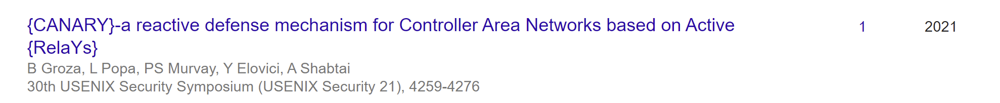 {CANARY}-a reactive defense mechanism for Controller Area Networks based on Active 1 2021
{RelaYs}
B Groza, L Popa, PS Murvay, Y Elovici, A Shabtai
30th USENIX Security Symposium (USENIX Security 21), 4259-4276